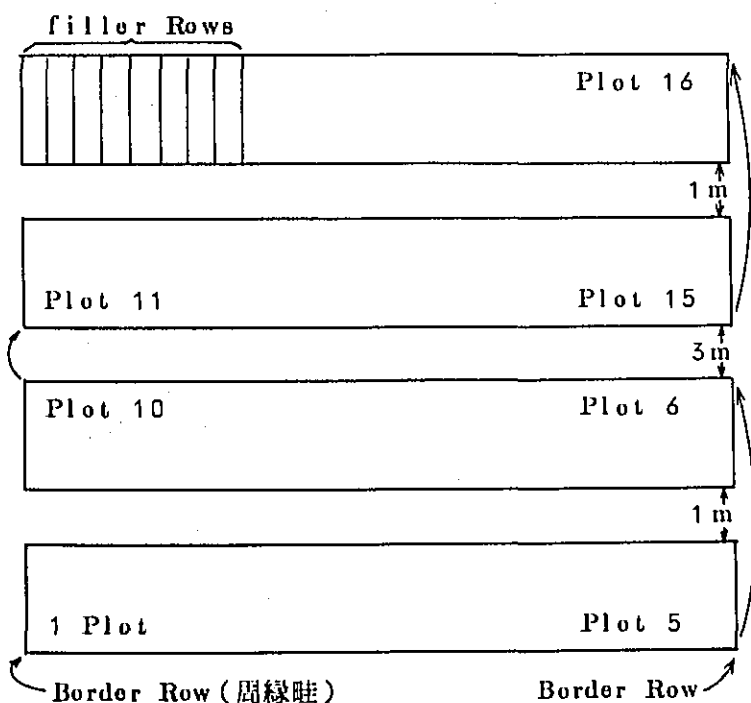 filler Rows
Plot 16
1 m
Plot 11 Plot 15
3 m
Plot 10 Plot 6
1 m
1 Plot Plot 5
Border Row (周緑畦) Border Row